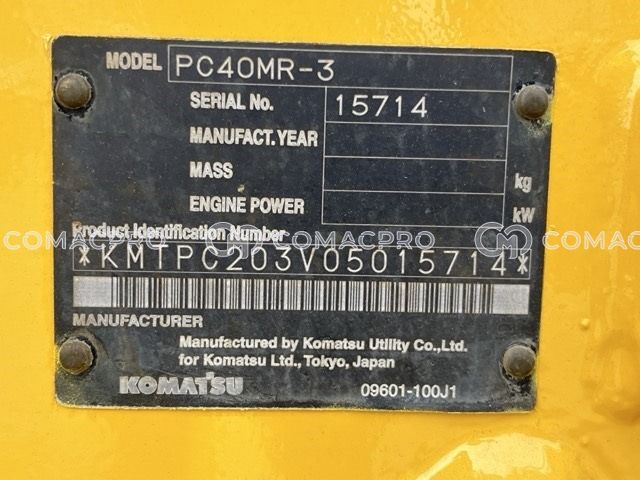 MODEL PC40MR-3
SERIAL No. 15714
MANUFACT.YEAR
MASS kg
ENGINE POWER kW
Product Identification Number
COMACPRO COMACPRO COMACPRO
*KMTPC203V05015714*
MANUFACTURER
Manufactured by Komatsu Utility Co.,Ltd.
for Komatsu Ltd., Tokyo, Japan
KOMATSU 09601-100J1